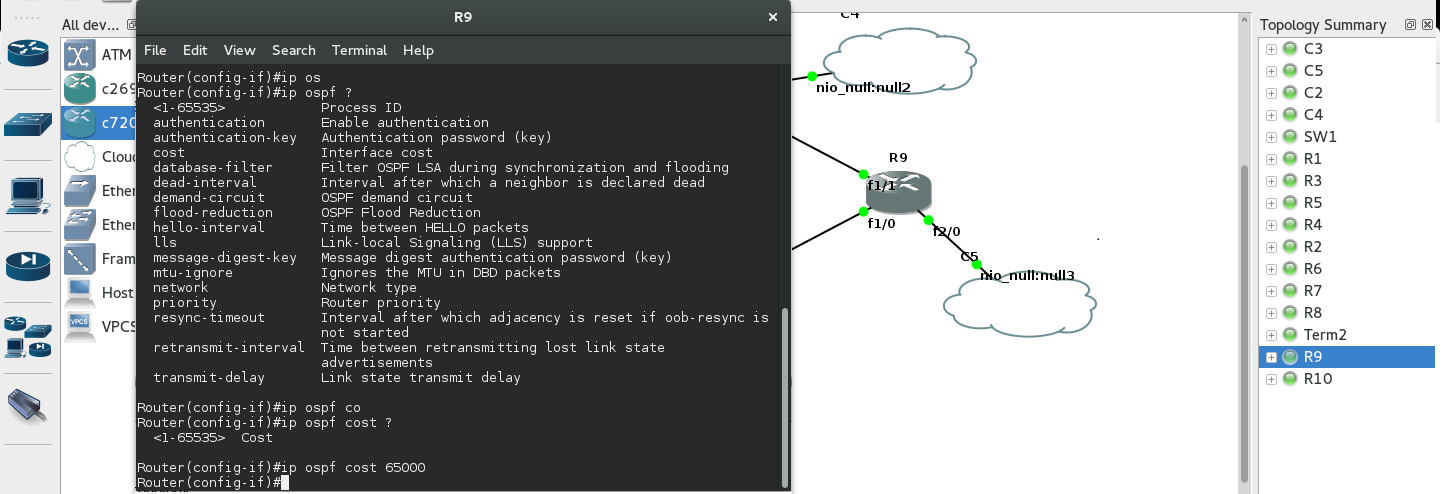 R9
File Edit View Search Terminal Help
Router(config-if)#ip os
Router(config-if)#ip ospf ?
<1-65535> Process ID
authentication Enable authentication
authentication-key Authentication password (key)
cost Interface cost
database-filter Filter OSPF LSA during synchronization and flooding
dead-interval Interval after which a neighbor is declared dead
demand-circuit OSPF demand circuit
flood-reduction OSPF Flood Reduction
hello-interval Time between HELLO packets
lls Link-local Signaling (LLS) support
message-digest-key Message digest authentication password (key)
mtu-ignore Ignores the MTU in DBD packets
network Network type
priority Router priority
resync-timeout Interval after which adjacency is reset if oob-resync is
not started
retransmit-interval Time between retransmitting lost link state
advertisements
transmit-delay Link state transmit delay
Router(config-if)#ip ospf co
Router(config-if)#ip ospf cost ?
<1-65535> Cost
Router(config-if)#ip ospf cost 65000
Router(config-if)#
All dev...
ATM
c269
c720
Cloud
Ether
Ether
Fram
Host
VPCS
VPCS
C4
nio_null:null2
R9
f1/1
f1/0
f2/0
C5
nio_null:null3
Topology Summary
C3
C5
C2
C4
SW1
R1
R3
R5
R4
R2
R6
R7
R8
Term2
R9
R10